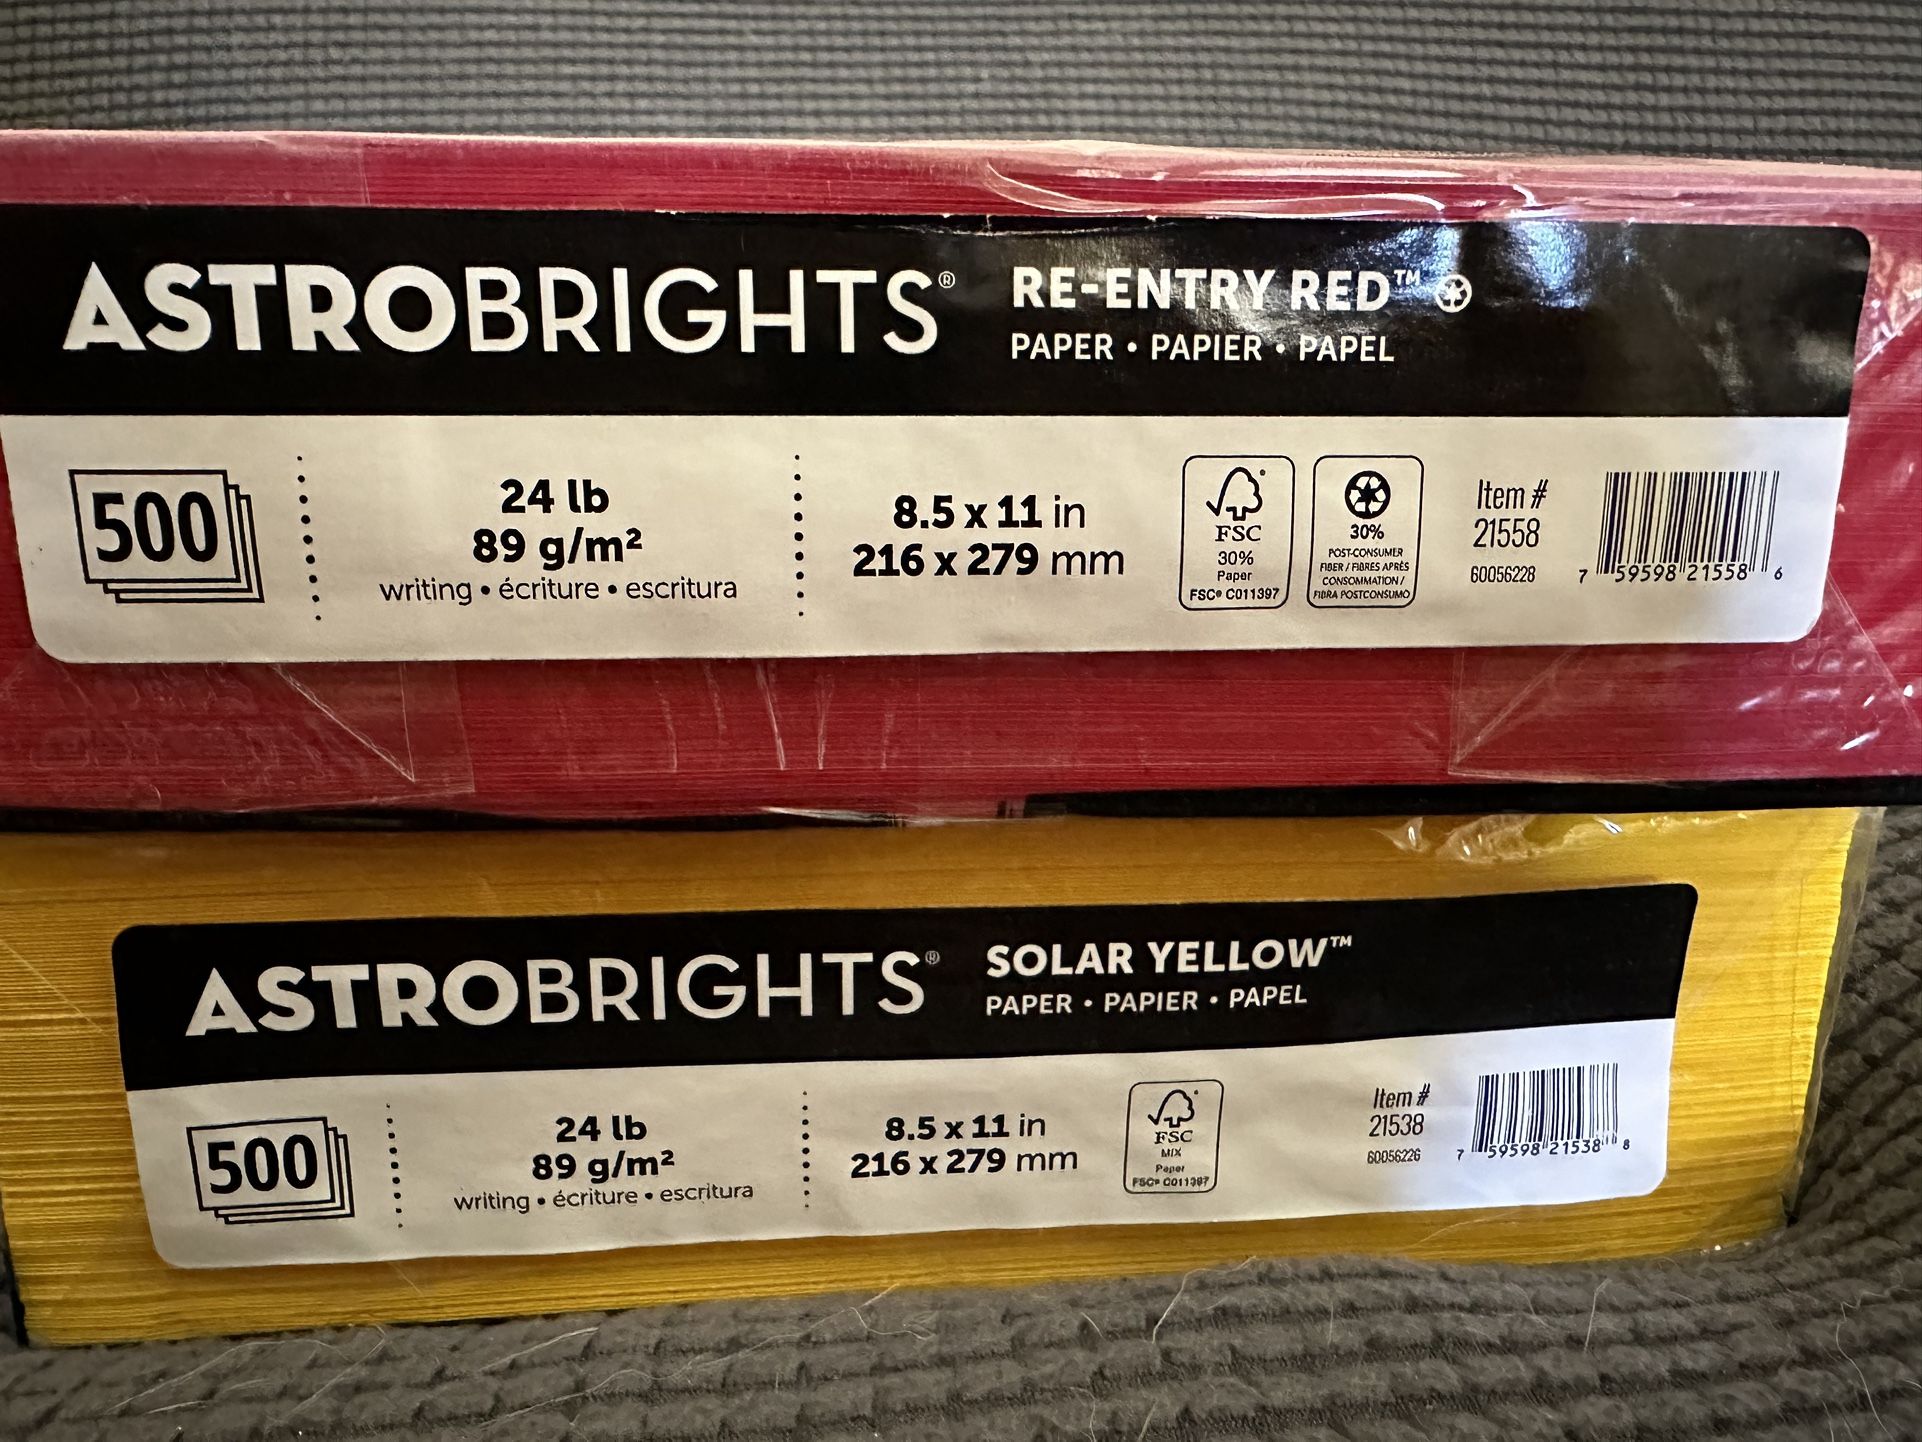 ASTROBRIGHTS®
RE-ENTRY RED™
PAPER • PAPIER • PAPEL
500
24 lb
89 g/m²
writing • écriture • escritura
8.5 x 11 in
216 x 279 mm
FSC
30%
Paper
FSC® C011397
30%
POST-CONSUMER
FIBER / FIBRES APRÈS
CONSOMMATION /
FIBRA POSTCONSUMO
Item #
21558
60056228
7 59598 21558 6
ASTROBRIGHTS®
SOLAR YELLOW™
PAPER • PAPIER • PAPEL
500
24 lb
89 g/m²
writing • écriture • escritura
8.5 x 11 in
216 x 279 mm
FSC
MIX
Paper
FSC® C011397
Item #
21538
60056226
7 59598 21538 8